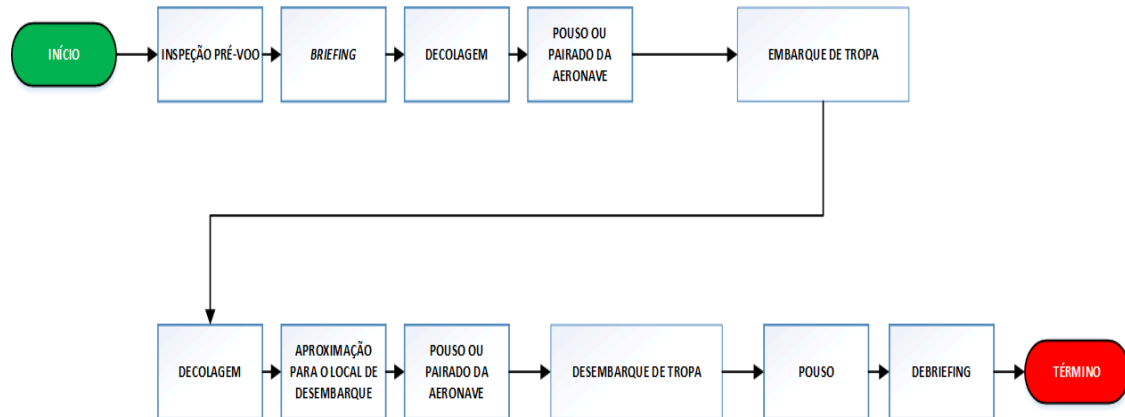 INÍCIO
INSPEÇÃO PRÉ-VOO
BRIEFING
DECOLAGEM
POUSO OU
PAIRADO DA
AERONAVE
EMBARQUE DE TROPA
DECOLAGEM
APROXIMAÇÃO
PARA O LOCAL DE
DESEMBARQUE
POUSO OU
PAIRADO DA
AERONAVE
DESEMBARQUE DE TROPA
POUSO
DEBRIEFING
TÉRMINO